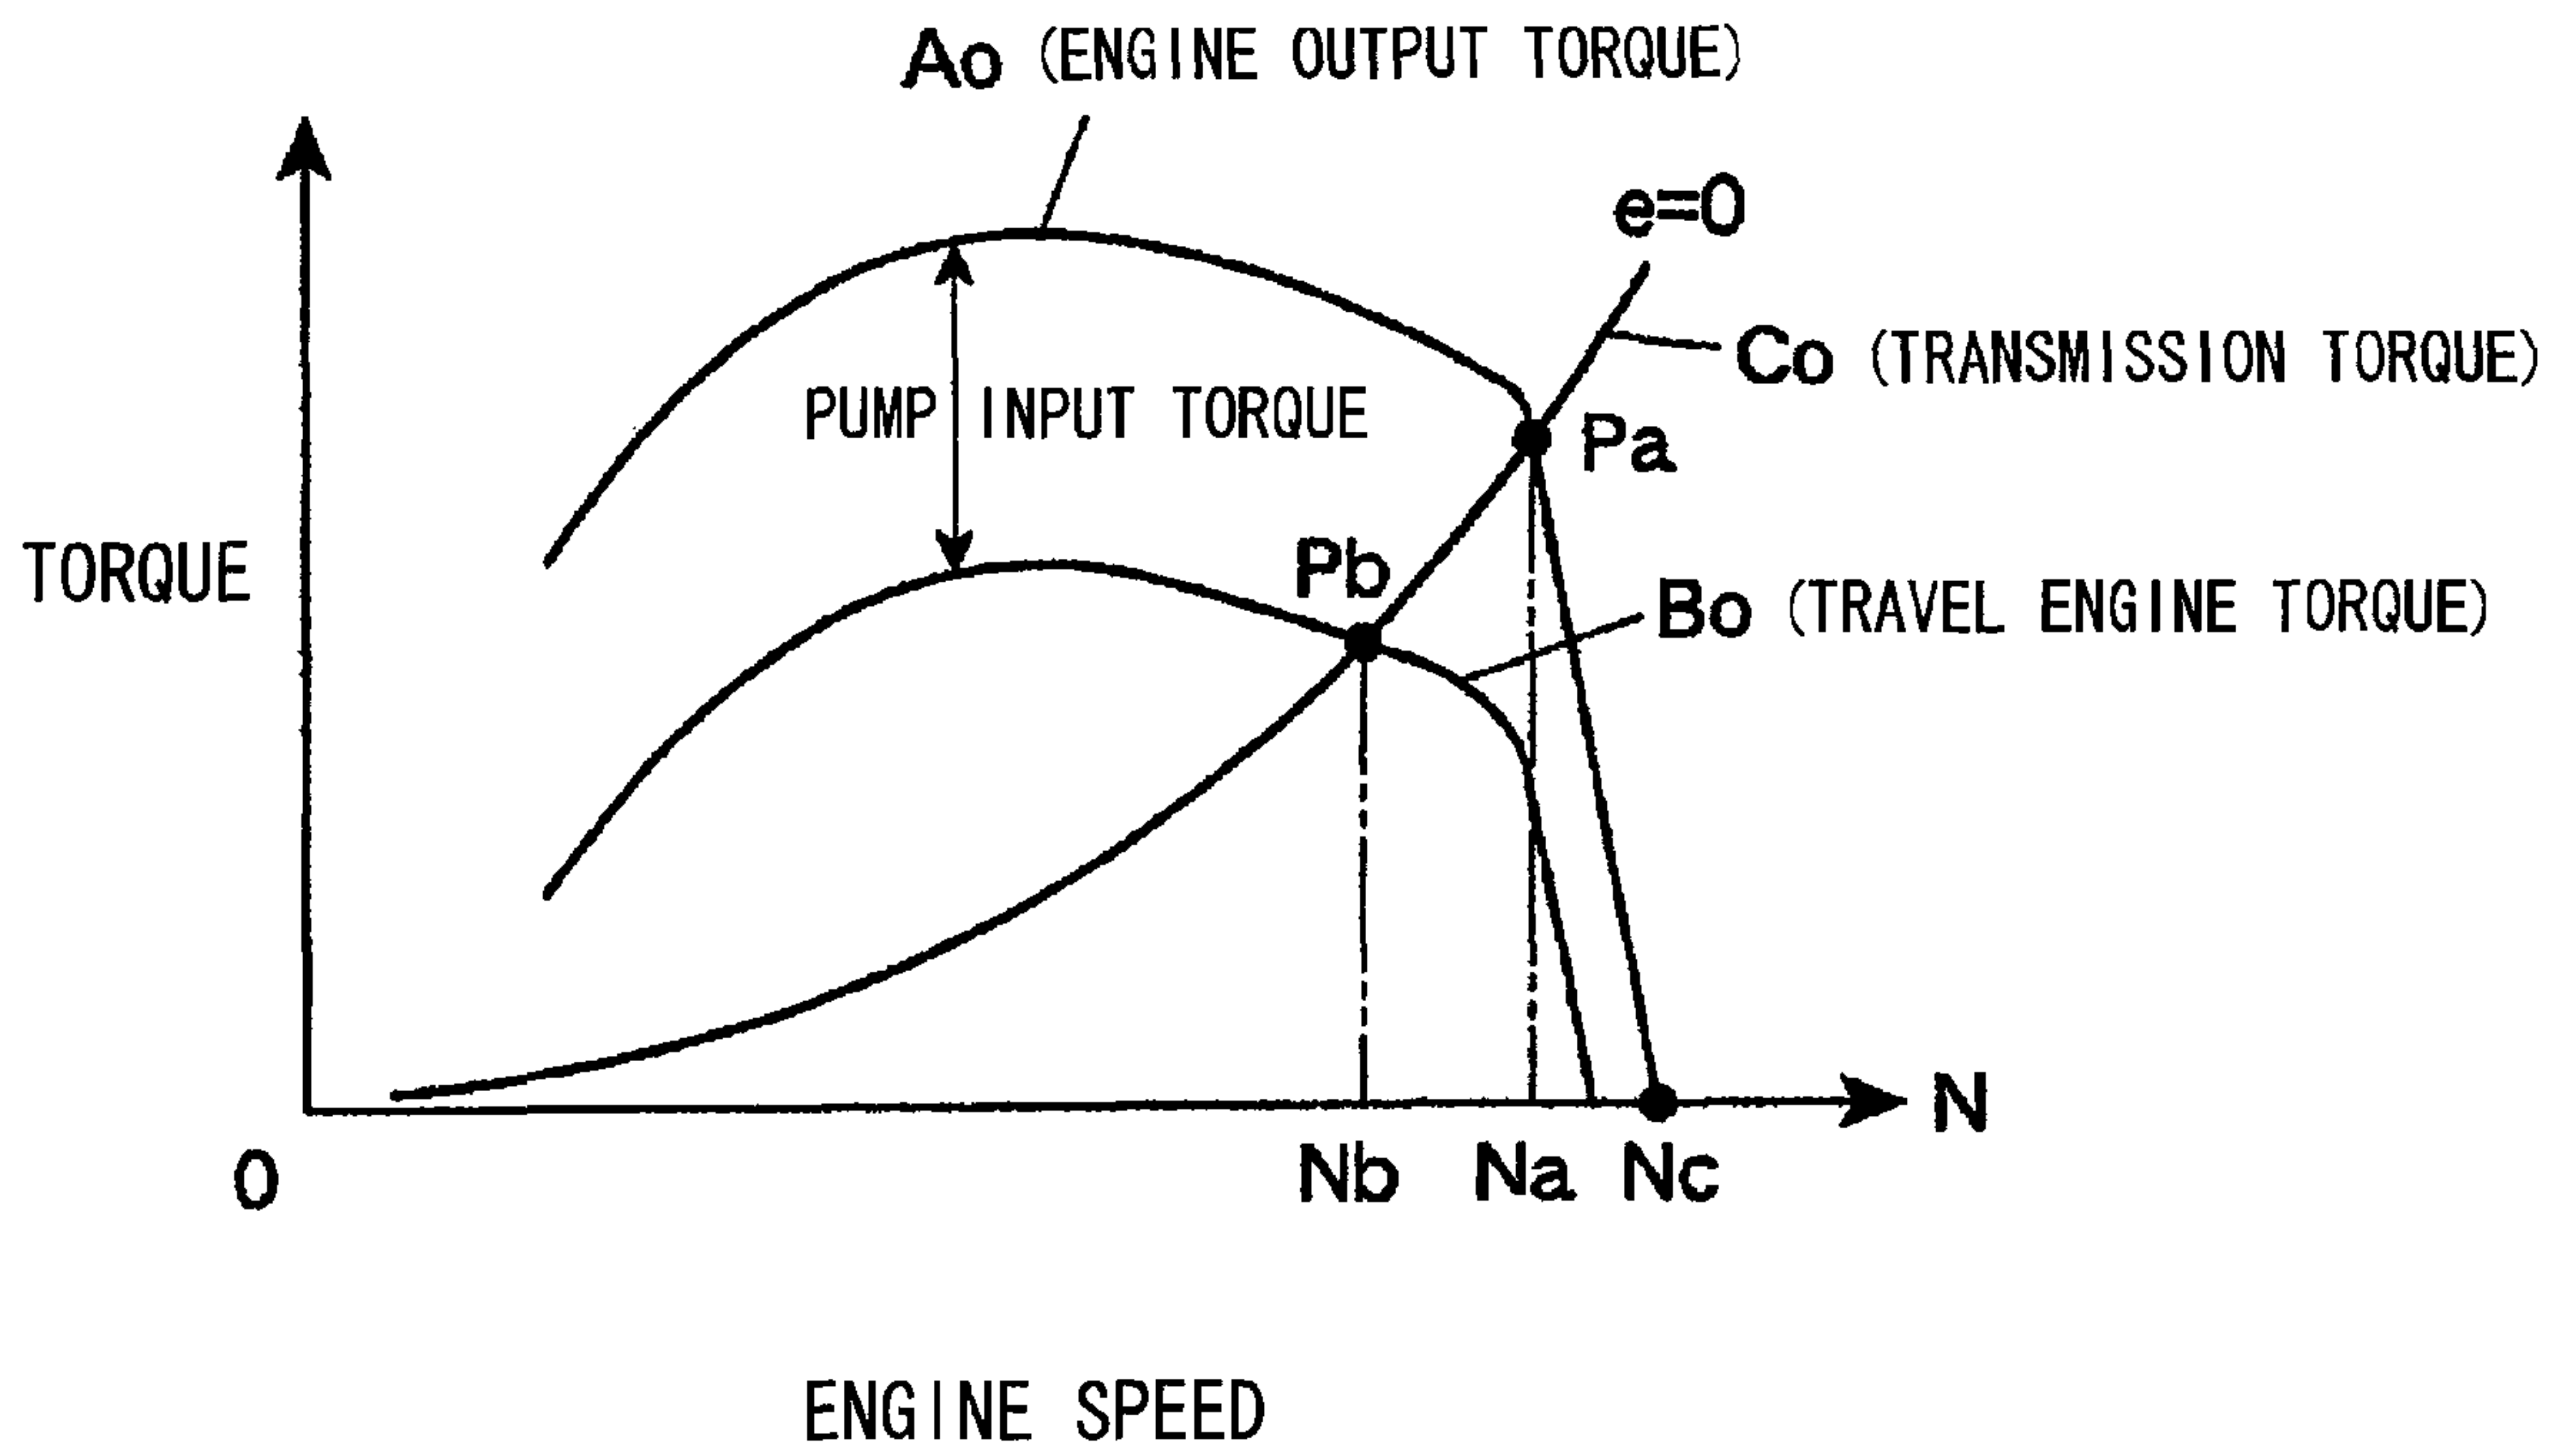 Ao (ENGINE OUTPUT TORQUE)
e=0
Co (TRANSMISSION TORQUE)
PUMP INPUT TORQUE
Pa
TORQUE
Pb
Bo (TRAVEL ENGINE TORQUE)
N
0
Nb Na Nc
ENGINE SPEED